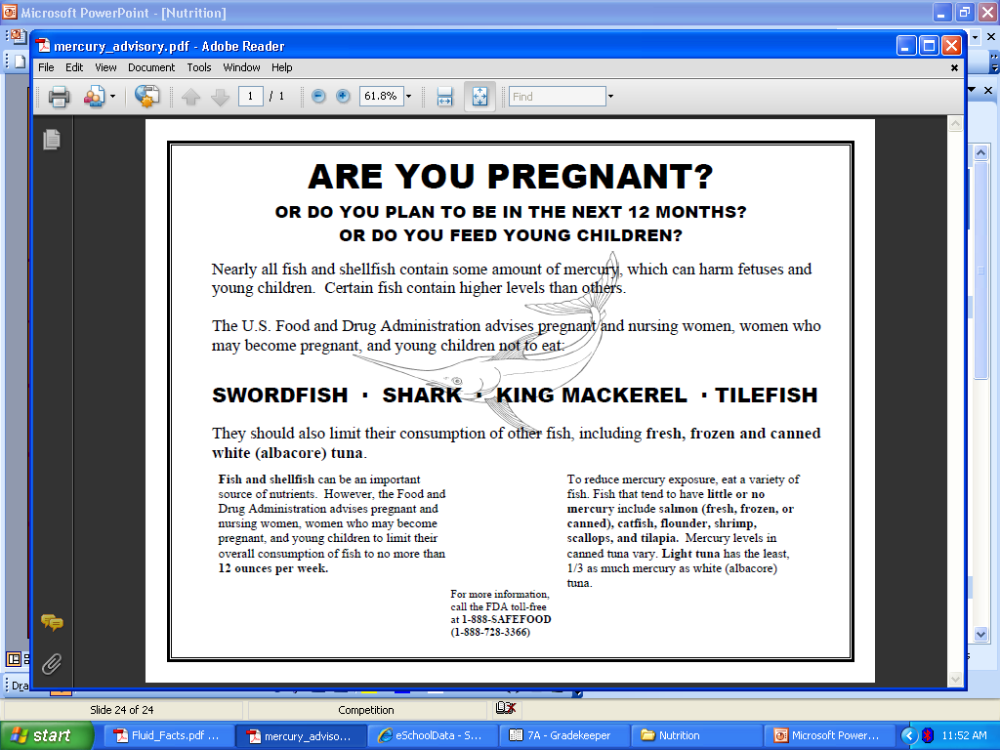 Microsoft PowerPoint - [Nutrition]
mercury_advisory.pdf - Adobe Reader
File Edit View Document Tools Window Help
1 / 1 61.8% Find
ARE YOU PREGNANT?
OR DO YOU PLAN TO BE IN THE NEXT 12 MONTHS?
OR DO YOU FEED YOUNG CHILDREN?
Nearly all fish and shellfish contain some amount of mercury, which can harm fetuses and
young children. Certain fish contain higher levels than others.
The U.S. Food and Drug Administration advises pregnant and nursing women, women who
may become pregnant, and young children not to eat:
SWORDFISH · SHARK · KING MACKEREL · TILEFISH
They should also limit their consumption of other fish, including fresh, frozen and canned
white (albacore) tuna.
Fish and shellfish can be an important
source of nutrients. However, the Food and
Drug Administration advises pregnant and
nursing women, women who may become
pregnant, and young children to limit their
overall consumption of fish to no more than
12 ounces per week.
To reduce mercury exposure, eat a variety of
fish. Fish that tend to have little or no
mercury include salmon (fresh, frozen, or
canned), catfish, flounder, shrimp,
scallops, and tilapia. Mercury levels in
canned tuna vary. Light tuna has the least,
1/3 as much mercury as white (albacore)
tuna.
For more information,
call the FDA toll-free
at 1-888-SAFEFOOD
(1-888-728-3366)
Dra
Slide 24 of 24 Competition
start Fluid_Facts.pdf ... mercury_adviso... eSchoolData - S... 7A - Gradekeeper Nutrition Microsoft Power... 11:52 AM